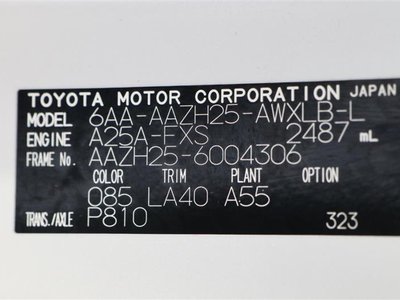 TOYOTA MOTOR CORPORATION JAPAN
MODEL 6AA-AAZH25-AWXLB-L
ENGINE A25A-FXS 2487 mL
FRAME No. AAZH25-6004306
COLOR TRIM PLANT OPTION
085 LA40 A55
TRANS./AXLE P810 323